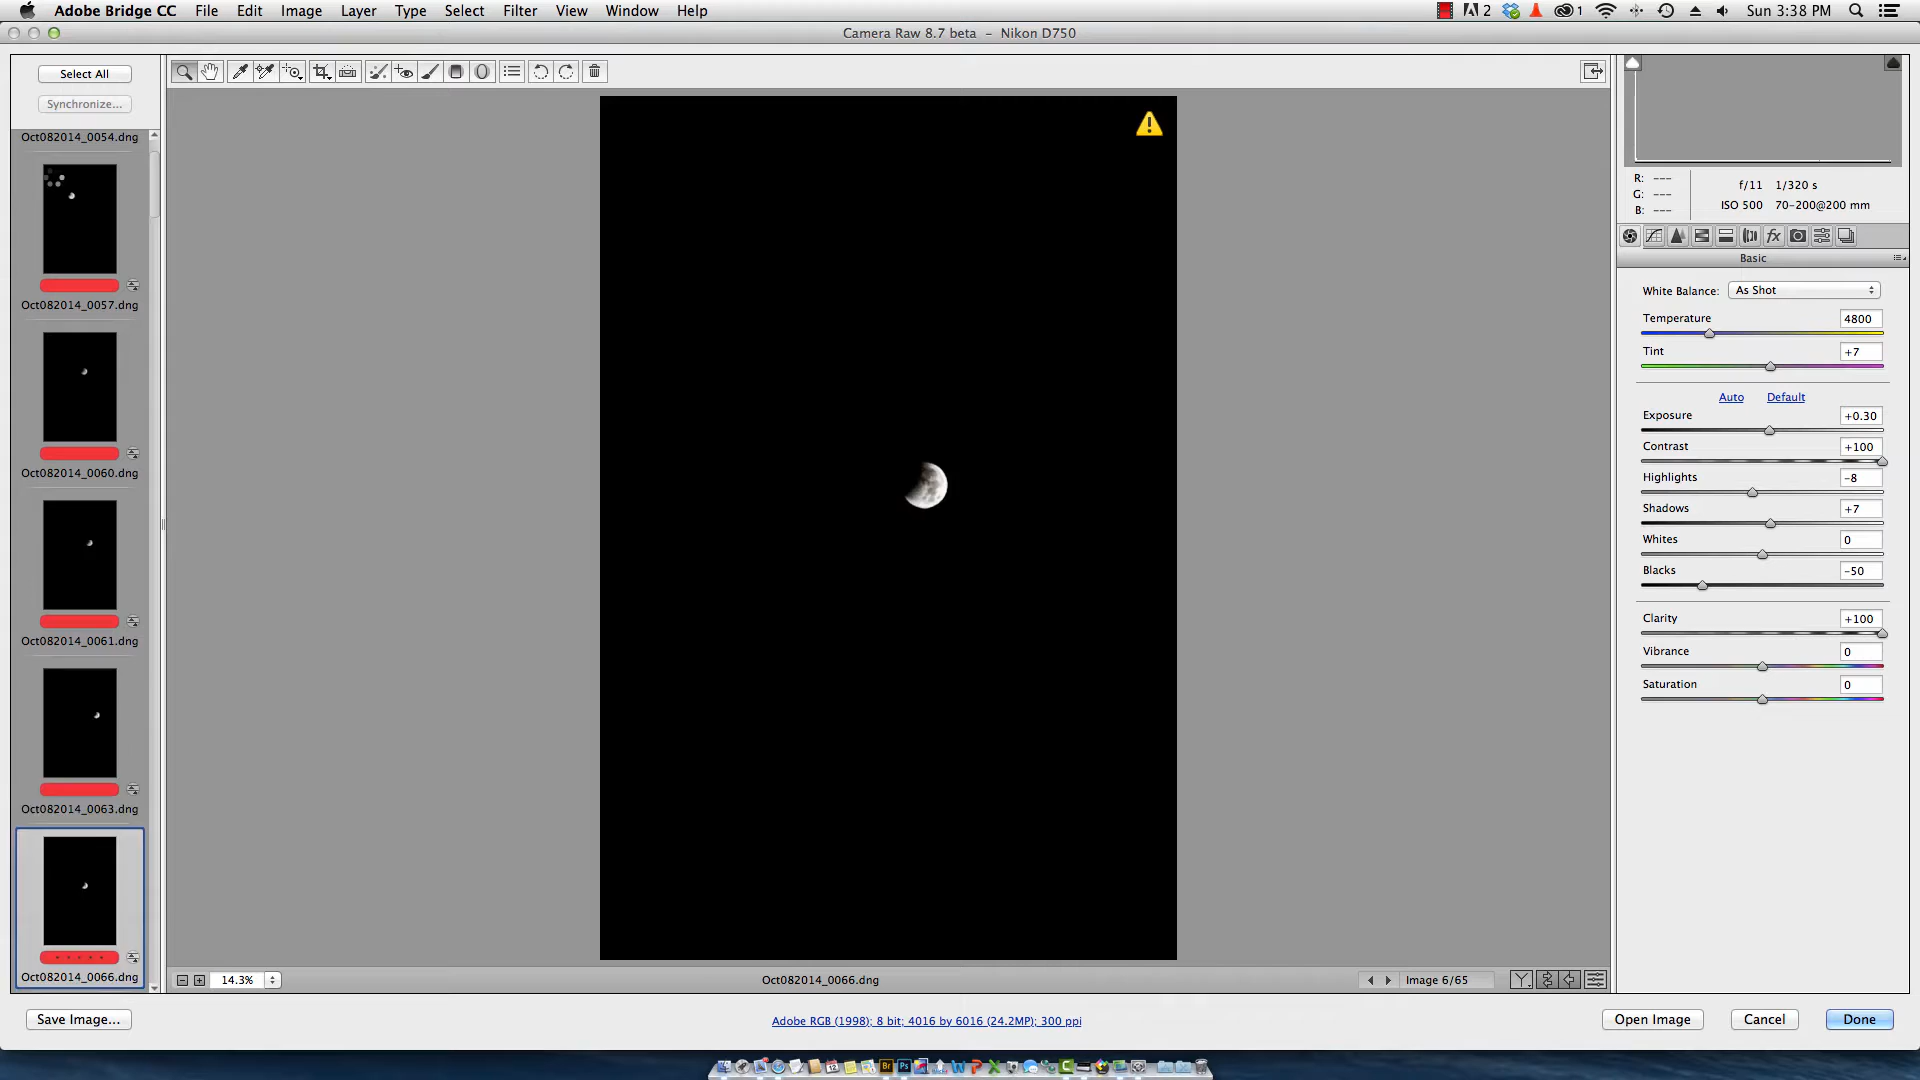 Adobe Bridge CC File Edit Image Layer Type Select Filter View Window Help 2 1 Sun 3:38 PM
Camera Raw 8.7 beta – Nikon D750
Select All
Synchronize...
Oct082014_0054.dng
Oct082014_0057.dng
Oct082014_0060.dng
Oct082014_0061.dng
Oct082014_0063.dng
Oct082014_0066.dng
14.3%
Oct082014_0066.dng
Image 6/65
Save Image...
Adobe RGB (1998); 8 bit; 4016 by 6016 (24.2MP); 300 ppi
Open Image
Cancel
Done
R: ---
G: ---
B: ---
f/11 1/320 s
ISO 500 70-200@200 mm
fx
Basic
White Balance: As Shot
Temperature 4800
Tint +7
Auto Default
Exposure +0.30
Contrast +100
Highlights -8
Shadows +7
Whites 0
Blacks -50
Clarity +100
Vibrance 0
Saturation 0
Br Ps